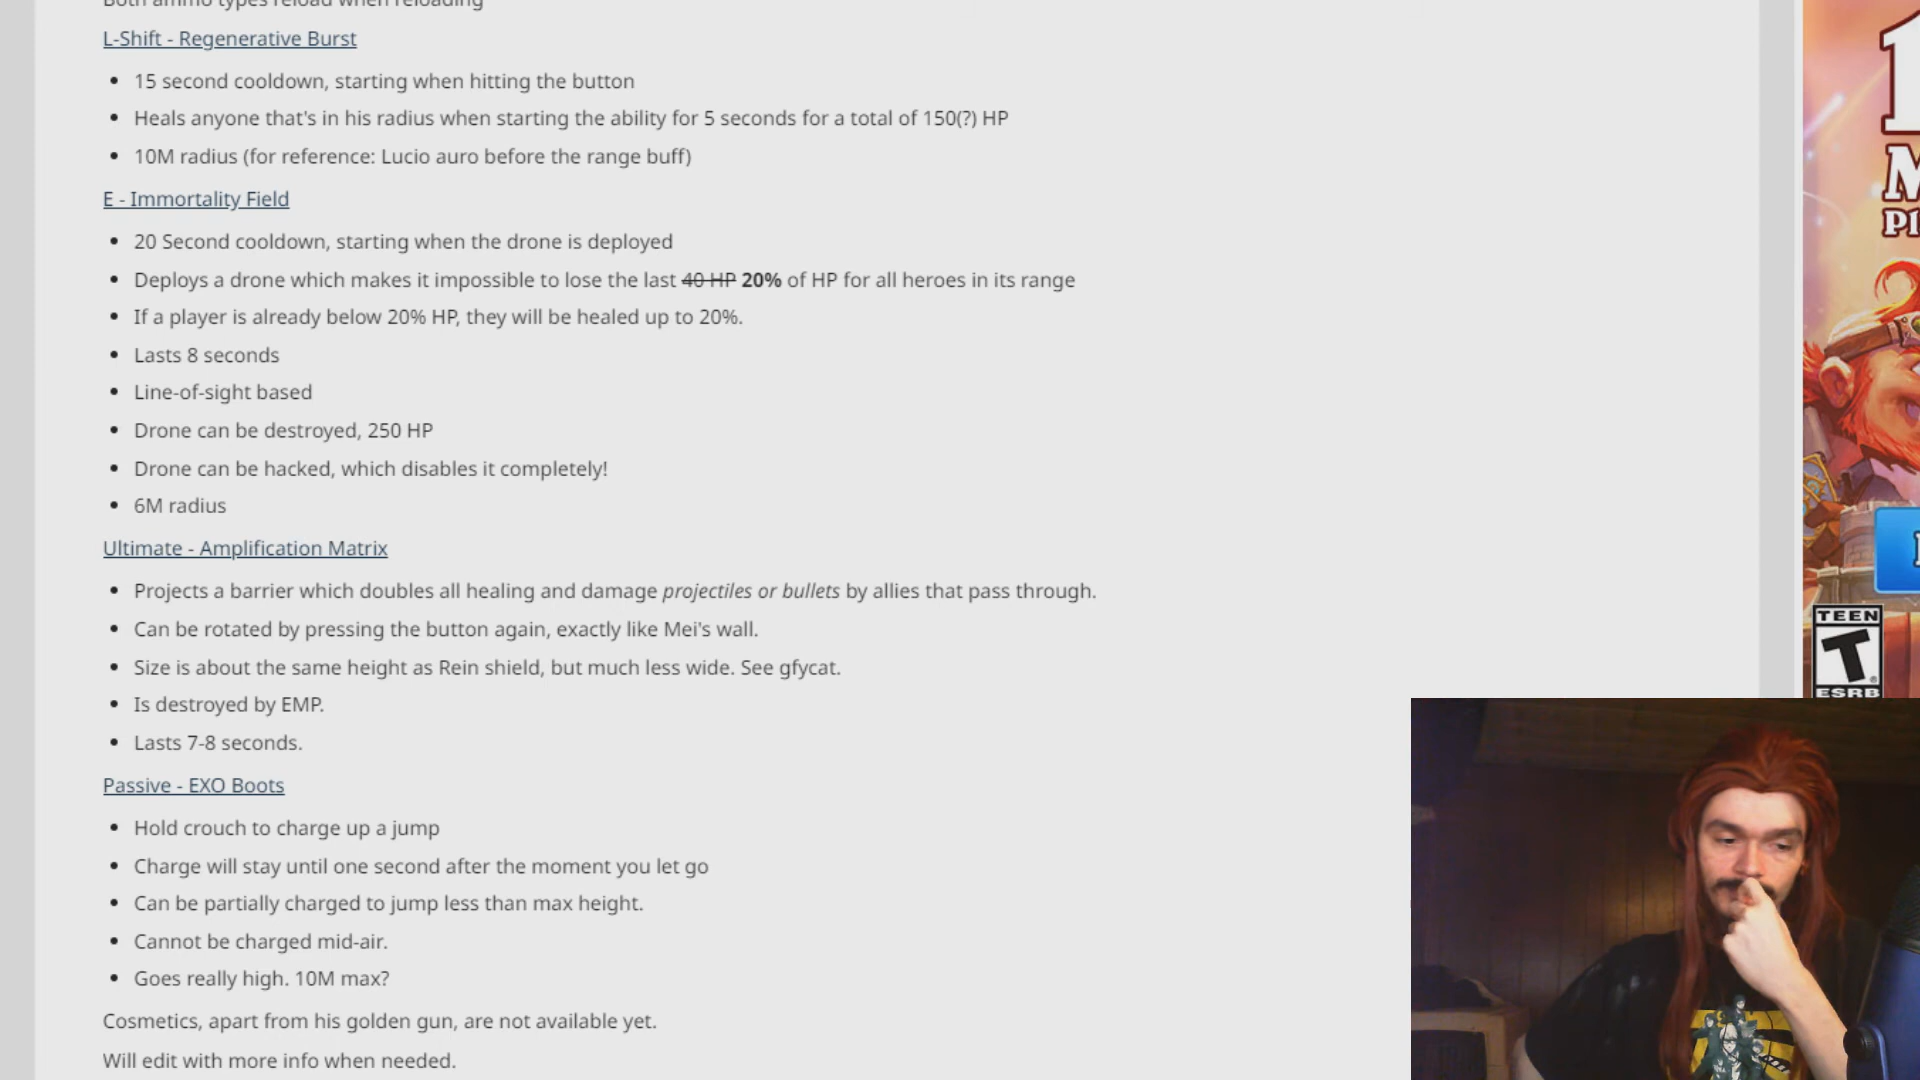 Both ammo types reload when reloading
L-Shift - Regenerative Burst
15 second cooldown, starting when hitting the button
Heals anyone that's in his radius when starting the ability for 5 seconds for a total of 150(?) HP
10M radius (for reference: Lucio auro before the range buff)
E - Immortality Field
20 Second cooldown, starting when the drone is deployed
Deploys a drone which makes it impossible to lose the last 40 HP 20% of HP for all heroes in its range
If a player is already below 20% HP, they will be healed up to 20%.
Lasts 8 seconds
Line-of-sight based
Drone can be destroyed, 250 HP
Drone can be hacked, which disables it completely!
6M radius
Ultimate - Amplification Matrix
Projects a barrier which doubles all healing and damage projectiles or bullets by allies that pass through.
Can be rotated by pressing the button again, exactly like Mei's wall.
Size is about the same height as Rein shield, but much less wide. See gfycat.
Is destroyed by EMP.
Lasts 7-8 seconds.
Passive - EXO Boots
Hold crouch to charge up a jump
Charge will stay until one second after the moment you let go
Can be partially charged to jump less than max height.
Cannot be charged mid-air.
Goes really high. 10M max?
Cosmetics, apart from his golden gun, are not available yet.
Will edit with more info when needed.
TEEN
T
ESRB